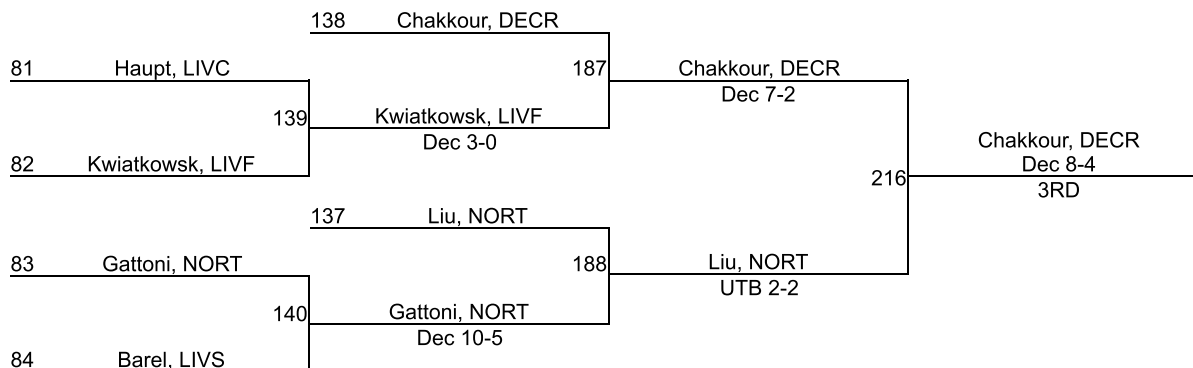 138 Chakkour, DECR
81 Haupt, LIVC
187 Chakkour, DECR
Dec 7-2
139 Kwiatkowsk, LIVF
Dec 3-0
82 Kwiatkowsk, LIVF
Chakkour, DECR
216 Dec 8-4
3RD
137 Liu, NORT
83 Gattoni, NORT
188 Liu, NORT
UTB 2-2
140 Gattoni, NORT
Dec 10-5
84 Barel, LIVS